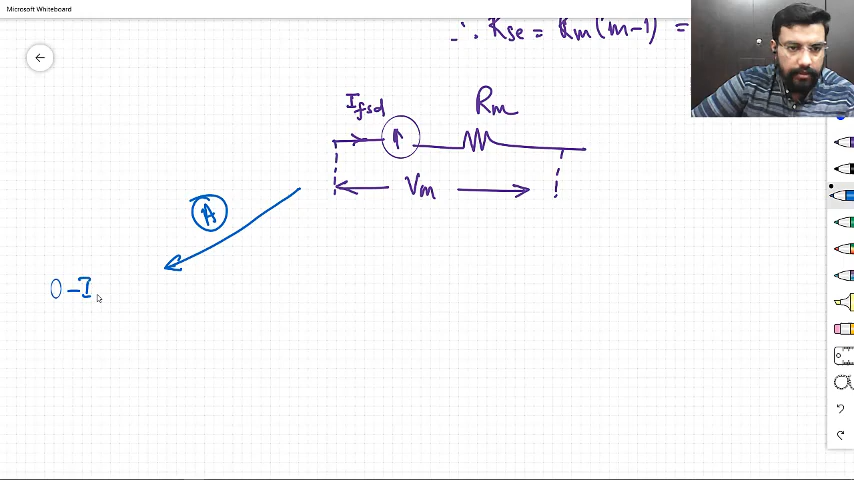 Microsoft Whiteboard
∴ Rse = Rm(m-1) =
Ifsd
Rm
Vm
A
0-I